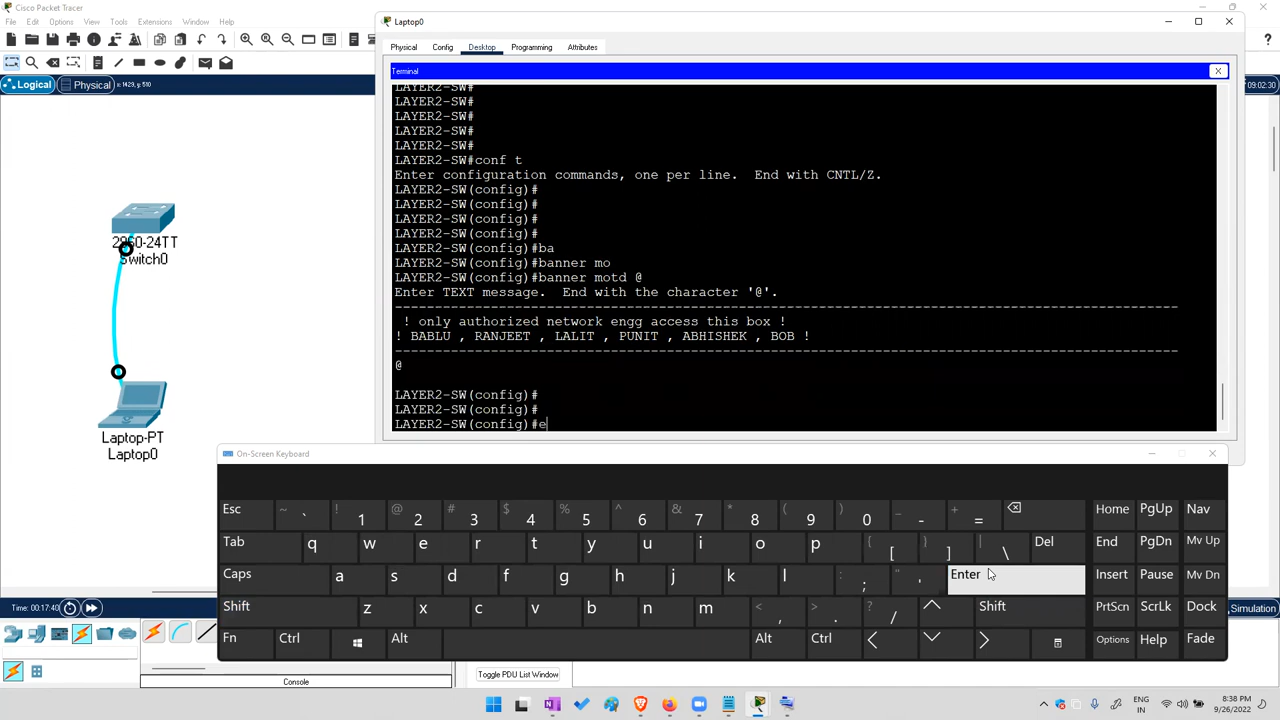 Cisco Packet Tracer
File Edit Options View Tools Extensions Window Help
Logical Physical x: 1429, y: 510
09:02:30
Laptop0
Physical Config Desktop Programming Attributes
Terminal X
LAYER2-SW#
LAYER2-SW#
LAYER2-SW#
LAYER2-SW#
LAYER2-SW#
LAYER2-SW#conf t
Enter configuration commands, one per line. End with CNTL/Z.
LAYER2-SW(config)#
LAYER2-SW(config)#
LAYER2-SW(config)#
LAYER2-SW(config)#
LAYER2-SW(config)#ba
LAYER2-SW(config)#banner mo
LAYER2-SW(config)#banner motd @
Enter TEXT message. End with the character '@'.
! only authorized network engg access this box !
! BABLU , RANJEET , LALIT , PUNIT , ABHISHEK , BOB !
@
LAYER2-SW(config)#
LAYER2-SW(config)#
LAYER2-SW(config)#e
2960-24TT
Switch0
Laptop-PT
Laptop0
On-Screen Keyboard
Esc ~ ` ! 1 @ 2 # 3 $ 4 % 5 ^ 6 & 7 * 8 ( 9 ) 0 _ - + = Home PgUp Nav
Tab q w e r t y u i o p { [ } ] | \ Del End PgDn Mv Up
Caps a s d f g h j k l : ; " ' Enter Insert Pause Mv Dn
Shift z x c v b n m < , > . ? / Shift PrtScn ScrLk Dock
Fn Ctrl Alt Alt Ctrl Options Help Fade
Time: 00:17:40
Simulation
Toggle PDU List Window
Console
ENG
IN
8:38 PM
9/26/2022